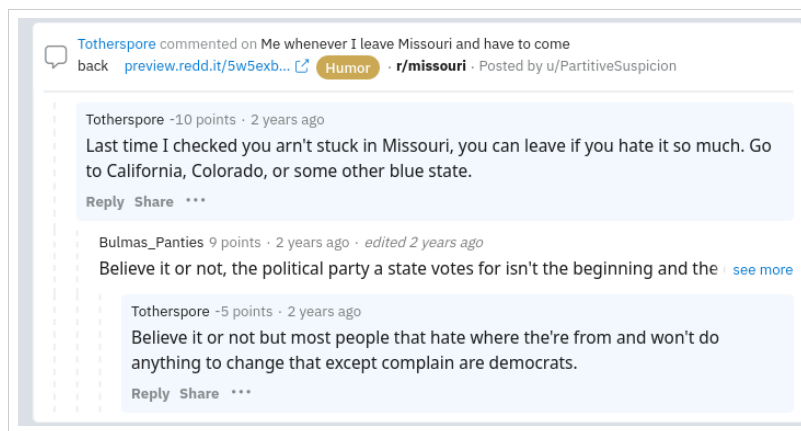 Totherspore commented on Me whenever I leave Missouri and have to come
back preview.redd.it/5w5exb... Humor · r/missouri · Posted by u/PartitiveSuspicion
Totherspore -10 points · 2 years ago
Last time I checked you arn't stuck in Missouri, you can leave if you hate it so much. Go
to California, Colorado, or some other blue state.
Reply Share ···
Bulmas_Panties 9 points · 2 years ago · edited 2 years ago
Believe it or not, the political party a state votes for isn't the beginning and the see more
Totherspore -5 points · 2 years ago
Believe it or not but most people that hate where the're from and won't do
anything to change that except complain are democrats.
Reply Share ···